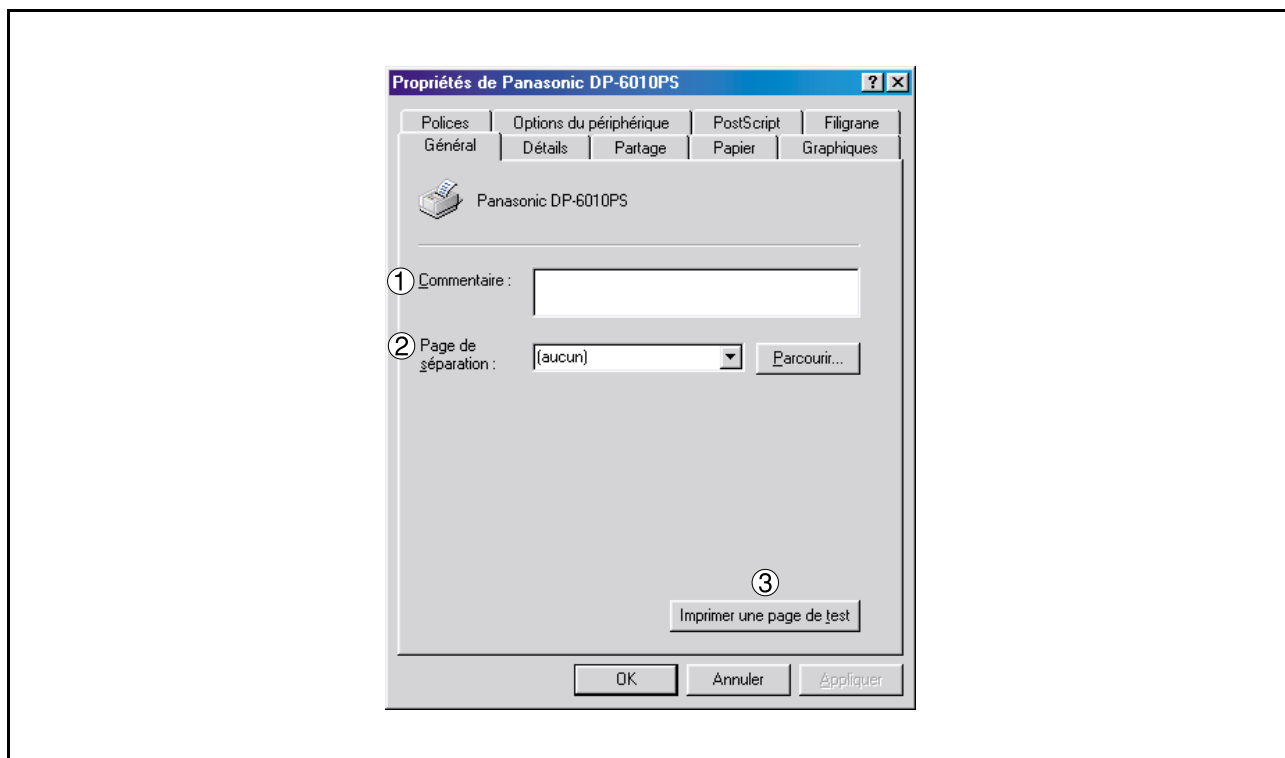 Propriétés de Panasonic DP-6010PS
Polices Options du périphérique PostScript Filigrane
Général Détails Partage Papier Graphiques
Panasonic DP-6010PS
① Commentaire :
② Page de
séparation :
(aucun)
Parcourir...
③
Imprimer une page de test
OK Annuler Appliquer